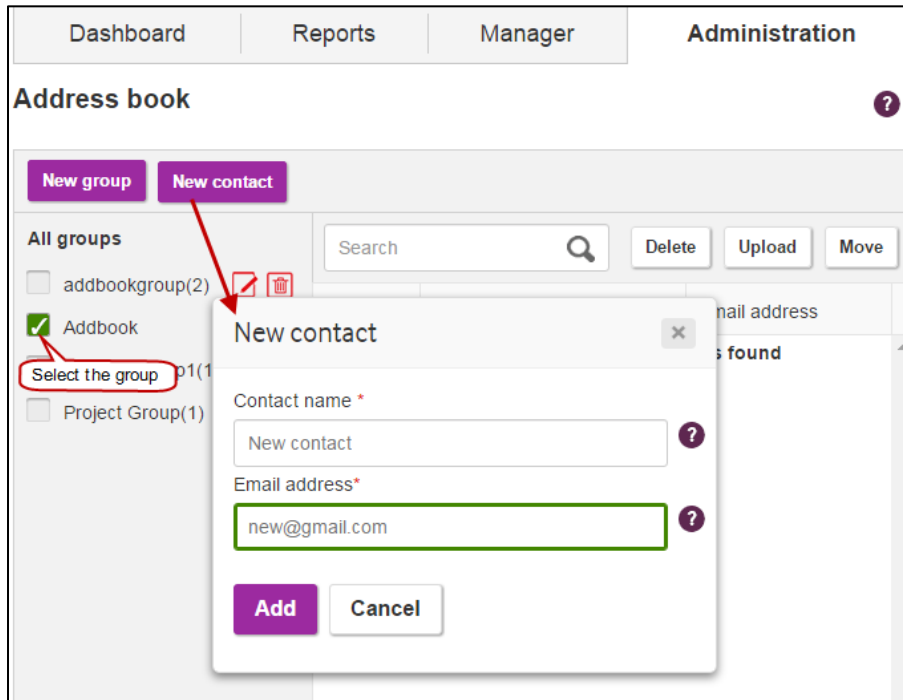 Dashboard Reports Manager Administration
Address book
?
New group New contact
All groups
Search Delete Upload Move
addbookgroup(2)
Addbook
Select the group p1(1
Project Group(1)
nail address
s found
New contact
Contact name *
New contact ?
Email address*
new@gmail.com ?
Add Cancel